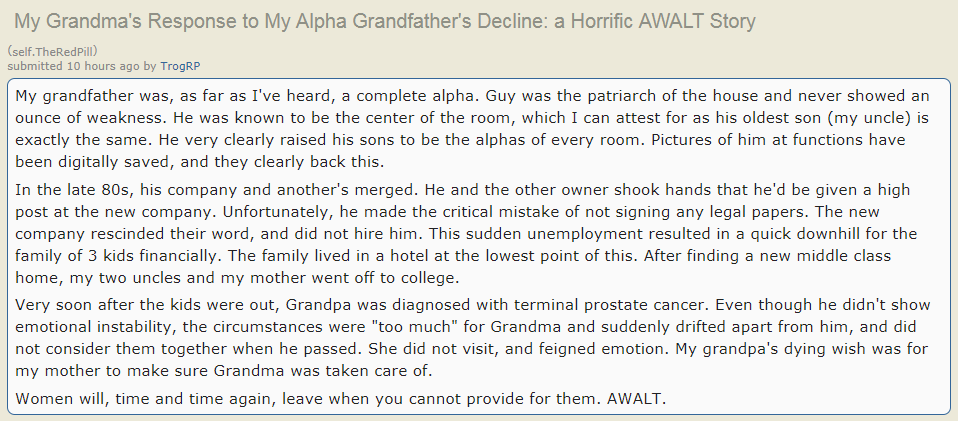 My Grandma's Response to My Alpha Grandfather's Decline: a Horrific AWALT Story
(self.TheRedPill)
submitted 10 hours ago by TrogRP
My grandfather was, as far as I've heard, a complete alpha. Guy was the patriarch of the house and never showed an
ounce of weakness. He was known to be the center of the room, which I can attest for as his oldest son (my uncle) is
exactly the same. He very clearly raised his sons to be the alphas of every room. Pictures of him at functions have
been digitally saved, and they clearly back this.
In the late 80s, his company and another's merged. He and the other owner shook hands that he'd be given a high
post at the new company. Unfortunately, he made the critical mistake of not signing any legal papers. The new
company rescinded their word, and did not hire him. This sudden unemployment resulted in a quick downhill for the
family of 3 kids financially. The family lived in a hotel at the lowest point of this. After finding a new middle class
home, my two uncles and my mother went off to college.
Very soon after the kids were out, Grandpa was diagnosed with terminal prostate cancer. Even though he didn't show
emotional instability, the circumstances were "too much" for Grandma and suddenly drifted apart from him, and did
not consider them together when he passed. She did not visit, and feigned emotion. My grandpa's dying wish was for
my mother to make sure Grandma was taken care of.
Women will, time and time again, leave when you cannot provide for them. AWALT.